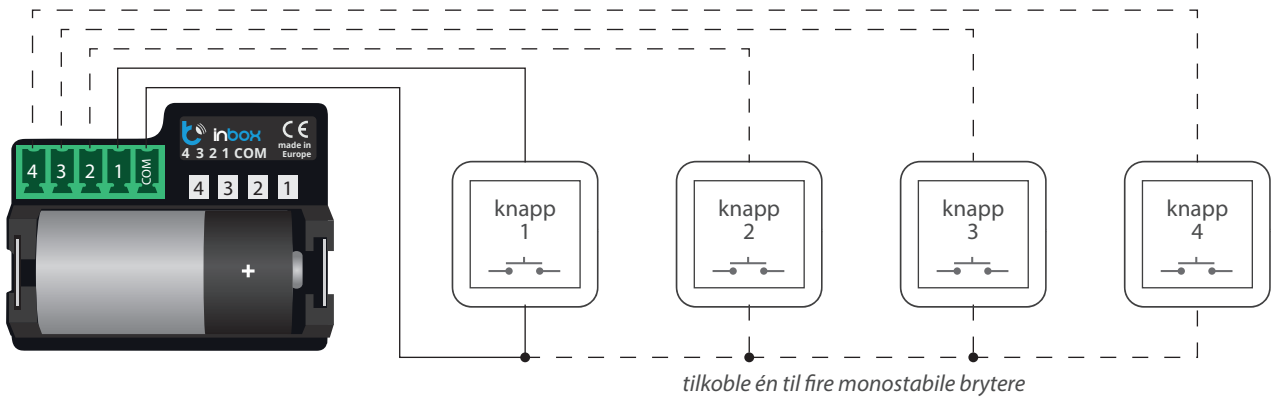 inbox
CE
made in
Europe
4 3 2 1 COM
4 3 2 1 COM
4 3 2 1
+
knapp
1
knapp
2
knapp
3
knapp
4
tilkoble én til fire monostabile brytere